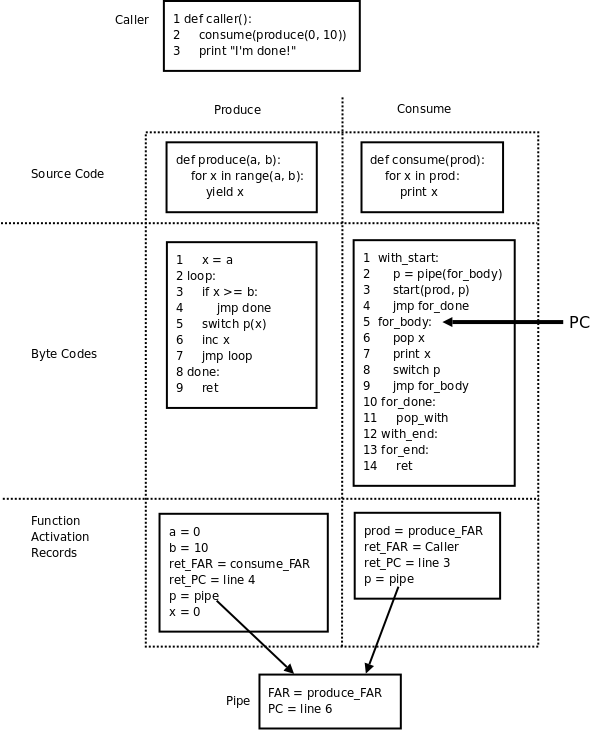 Caller
1 def caller():
2 consume(produce(0, 10))
3 print "I'm done!"
Produce
Consume
Source Code
def produce(a, b):
for x in range(a, b):
yield x
def consume(prod):
for x in prod:
print x
Byte Codes
1 x = a
2 loop:
3 if x >= b:
4 jmp done
5 switch p(x)
6 inc x
7 jmp loop
8 done:
9 ret
1 with_start:
2 p = pipe(for_body)
3 start(prod, p)
4 jmp for_done
5 for_body:
6 pop x
7 print x
8 switch p
9 jmp for_body
10 for_done:
11 pop_with
12 with_end:
13 for_end:
14 ret
PC
Function
Activation
Records
a = 0
b = 10
ret_FAR = consume_FAR
ret_PC = line 4
p = pipe
x = 0
prod = produce_FAR
ret_FAR = Caller
ret_PC = line 3
p = pipe
Pipe
FAR = produce_FAR
PC = line 6